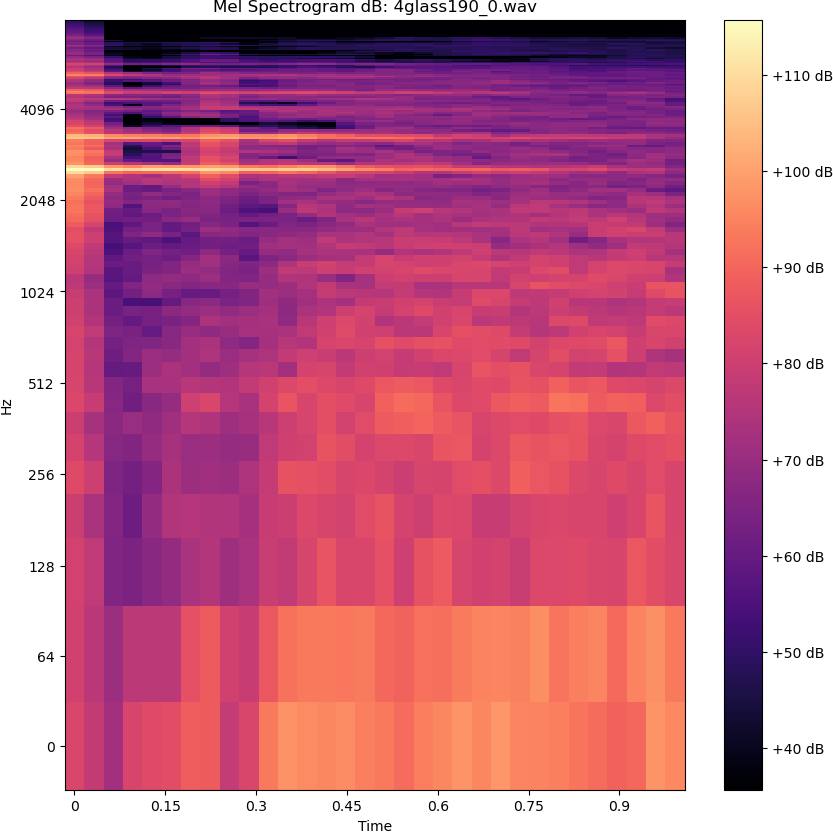 Mel Spectrogram dB: 4glass190_0.wav
+110 dB
4096
+100 dB
2048
+90 dB
1024
+80 dB
512
Hz
+70 dB
256
+60 dB
128
+50 dB
64
+40 dB
0
0 0.15 0.3 0.45 0.6 0.75 0.9
Time